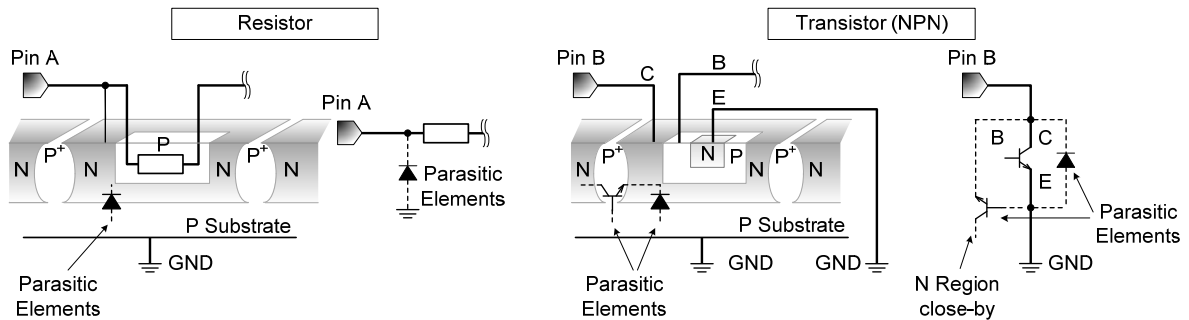 Resistor
Transistor (NPN)
Pin A
Pin B
B
Pin B
C
E
Pin A
N
P+
N
P
N
P+
N
N
P+
N
N
P
N
P+
N
B
C
E
Parasitic
Elements
P Substrate
P Substrate
Parasitic
Elements
GND
GND
GND
GND
Parasitic
Elements
Parasitic
Elements
N Region
close-by